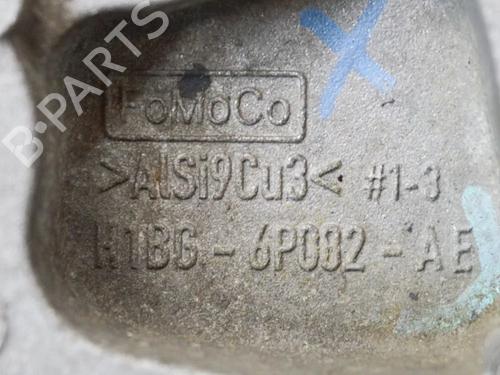 FoMoCo
>AlSi9Cu3< #1-3
H1BG-6P082-AE
B-PARTS